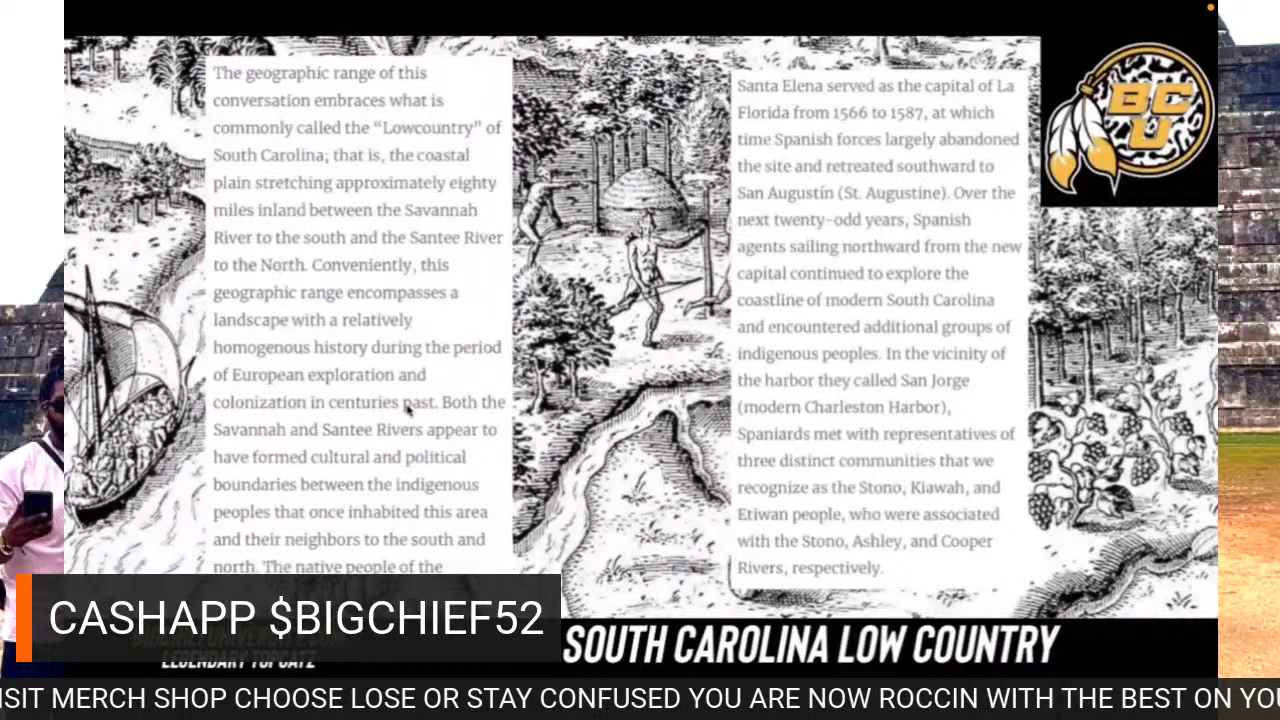 The geographic range of this
conversation embraces what is
commonly called the “Lowcountry” of
South Carolina; that is, the coastal
plain stretching approximately eighty
miles inland between the Savannah
River to the south and the Santee River
to the North. Conveniently, this
geographic range encompasses a
landscape with a relatively
homogenous history during the period
of European exploration and
colonization in centuries past. Both the
Savannah and Santee Rivers appear to
have formed cultural and political
boundaries between the indigenous
peoples that once inhabited this area
and their neighbors to the south and
north. The native people of the
Santa Elena served as the capital of La
Florida from 1566 to 1587, at which
time Spanish forces largely abandoned
the site and retreated southward to
San Augustín (St. Augustine). Over the
next twenty-odd years, Spanish
agents sailing northward from the new
capital continued to explore the
coastline of modern South Carolina
and encountered additional groups of
indigenous peoples. In the vicinity of
the harbor they called San Jorge
(modern Charleston Harbor),
Spaniards met with representatives of
three distinct communities that we
recognize as the Stono, Kiawah, and
Etiwan people, who were associated
with the Stono, Ashley, and Cooper
Rivers, respectively.
BC
U
CASHAPP $BIGCHIEF52
LEGENDARY TOPCATZ
SOUTH CAROLINA LOW COUNTRY
ISIT MERCH SHOP CHOOSE LOSE OR STAY CONFUSED YOU ARE NOW ROCCIN WITH THE BEST ON YO